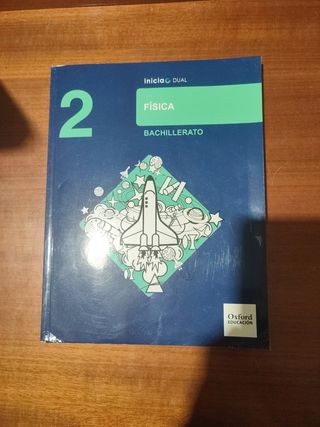 inicia DUAL
2
FÍSICA
BACHILLERATO
Oxford
EDUCACIÓN